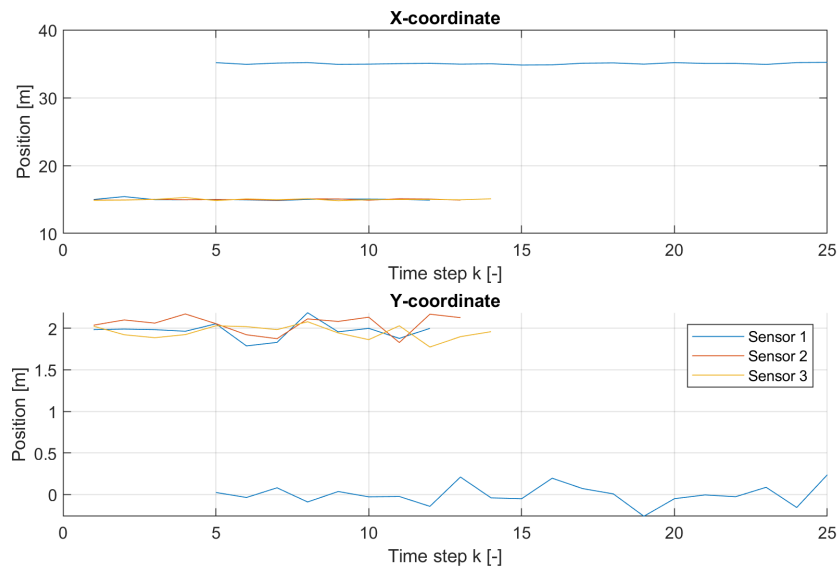 X-coordinate
40
30
20
10
Position [m]
0
5
10
15
20
25
Time step k [-]
Y-coordinate
2
1.5
1
0.5
0
Position [m]
Sensor 1
Sensor 2
Sensor 3
0
5
10
15
20
25
Time step k [-]